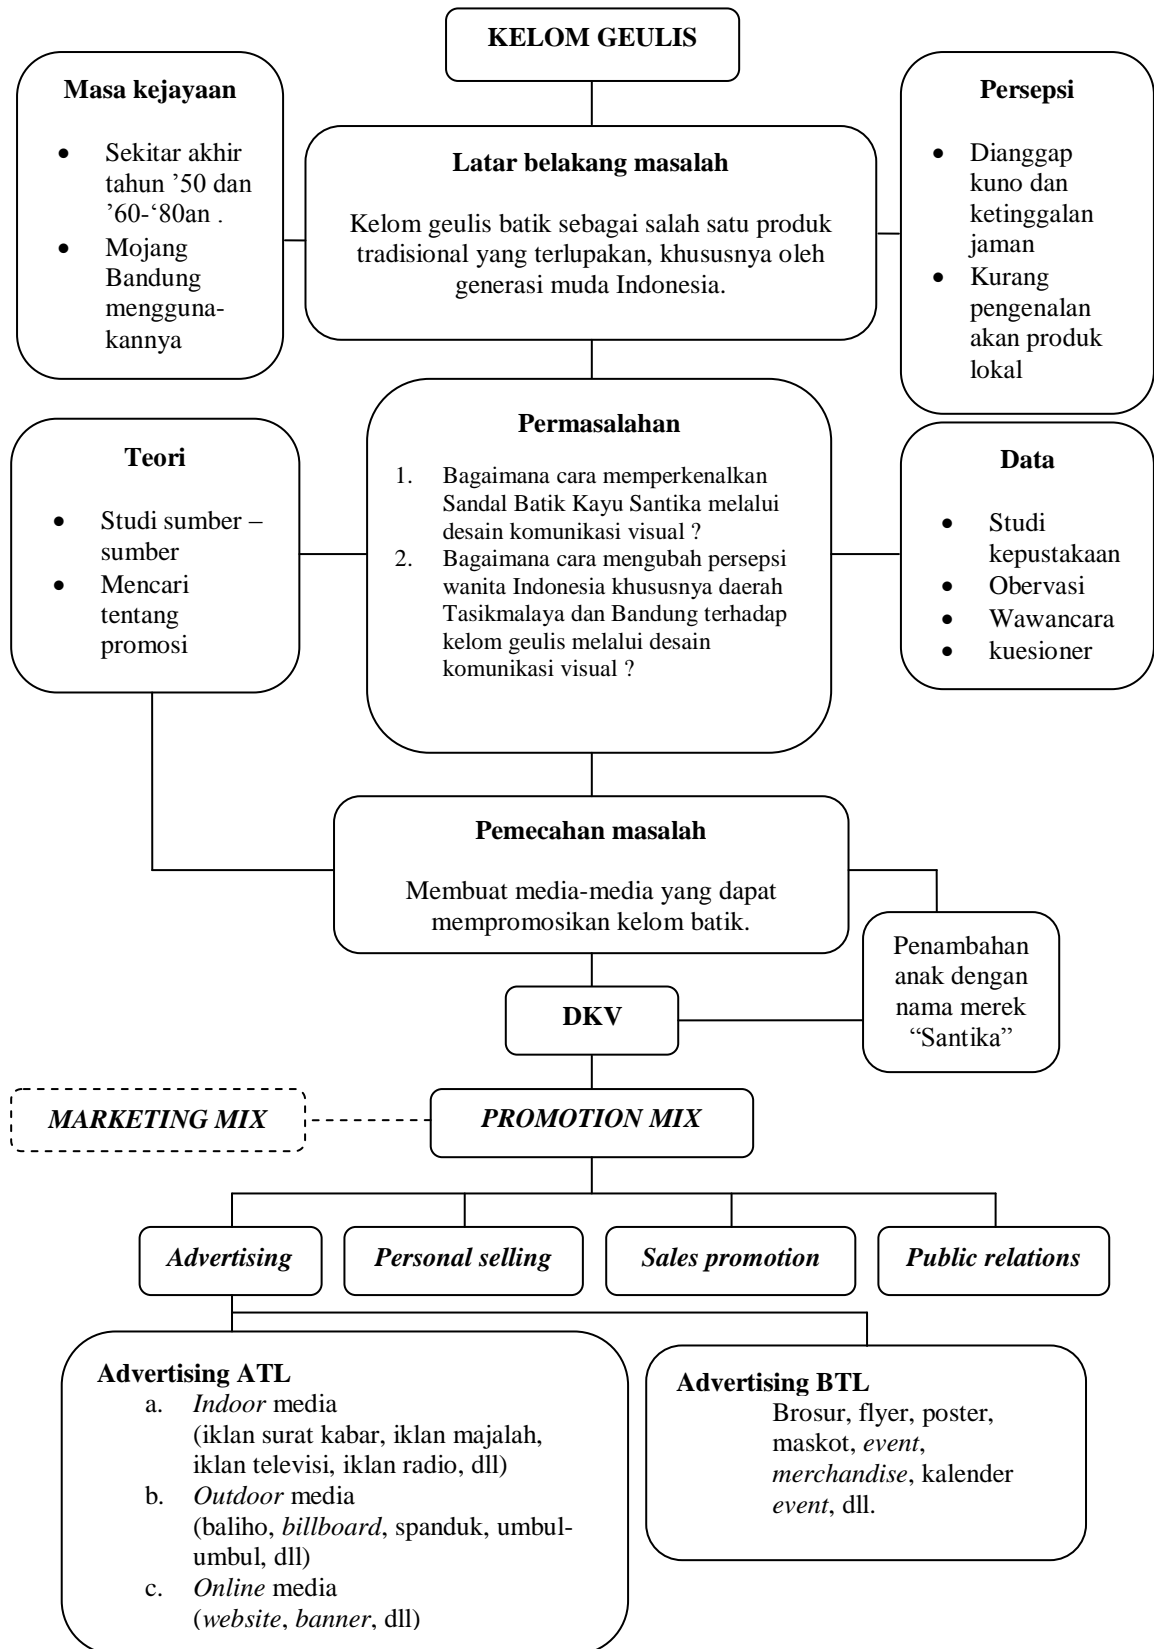 KELOM GEULIS
Masa kejayaan
• Sekitar akhir
tahun ’50 dan
’60-‘80an .
• Mojang
Bandung
mengguna-
kannya
Latar belakang masalah
Kelom geulis batik sebagai salah satu produk
tradisional yang terlupakan, khususnya oleh
generasi muda Indonesia.
Persepsi
• Dianggap
kuno dan
ketinggalan
jaman
• Kurang
pengenalan
akan produk
lokal
Teori
• Studi sumber –
sumber
• Mencari
tentang
promosi
Permasalahan
1. Bagaimana cara memperkenalkan
Sandal Batik Kayu Santika melalui
desain komunikasi visual ?
2. Bagaimana cara mengubah persepsi
wanita Indonesia khususnya daerah
Tasikmalaya dan Bandung terhadap
kelom geulis melalui desain
komunikasi visual ?
Data
• Studi
kepustakaan
• Obervasi
• Wawancara
• kuesioner
Pemecahan masalah
Membuat media-media yang dapat
mempromosikan kelom batik.
Penambahan
anak dengan
nama merek
“Santika”
DKV
MARKETING MIX
PROMOTION MIX
Advertising
Personal selling
Sales promotion
Public relations
Advertising ATL
a. Indoor media
(iklan surat kabar, iklan majalah,
iklan televisi, iklan radio, dll)
b. Outdoor media
(baliho, billboard, spanduk, umbul-
umbul, dll)
c. Online media
(website, banner, dll)
Advertising BTL
Brosur, flyer, poster,
maskot, event,
merchandise, kalender
event, dll.